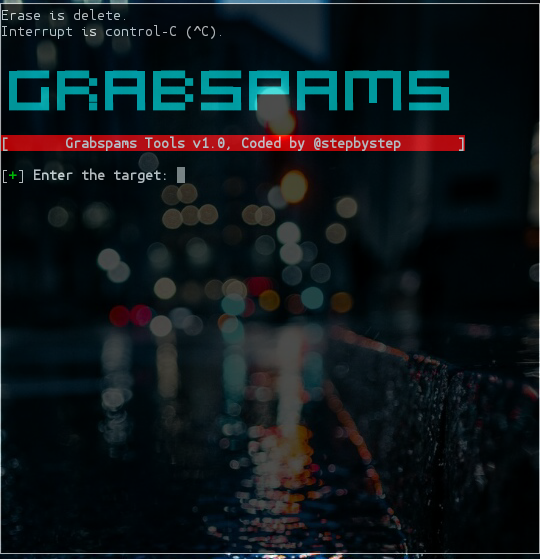 Erase is delete.
Interrupt is control-C (^C).
GRABSPAMS
[ Grabspams Tools v1.0, Coded by @stepbystep ]
[+] Enter the target: